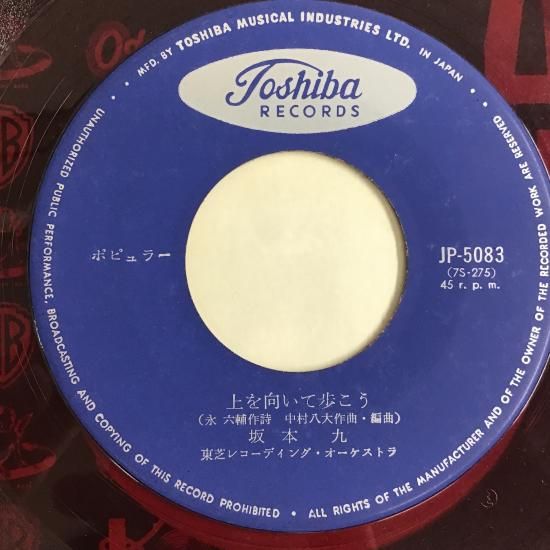 MFD. BY TOSHIBA MUSICAL INDUSTRIES LTD. IN JAPAN
Toshiba
RECORDS
ポピュラー
JP-5083
(7S-275)
45 r.p.m.
上を向いて歩こう
(永 六輔作詩 中村八大作曲・編曲)
坂本 九
東芝レコーディング・オーケストラ
UNAUTHORIZED PUBLIC PERFORMANCE, BROADCASTING AND COPYING OF THIS RECORD PROHIBITED • ALL RIGHTS OF THE MANUFACTURER AND OF THE OWNER OF THE RECORDED WORK ARE RESERVED